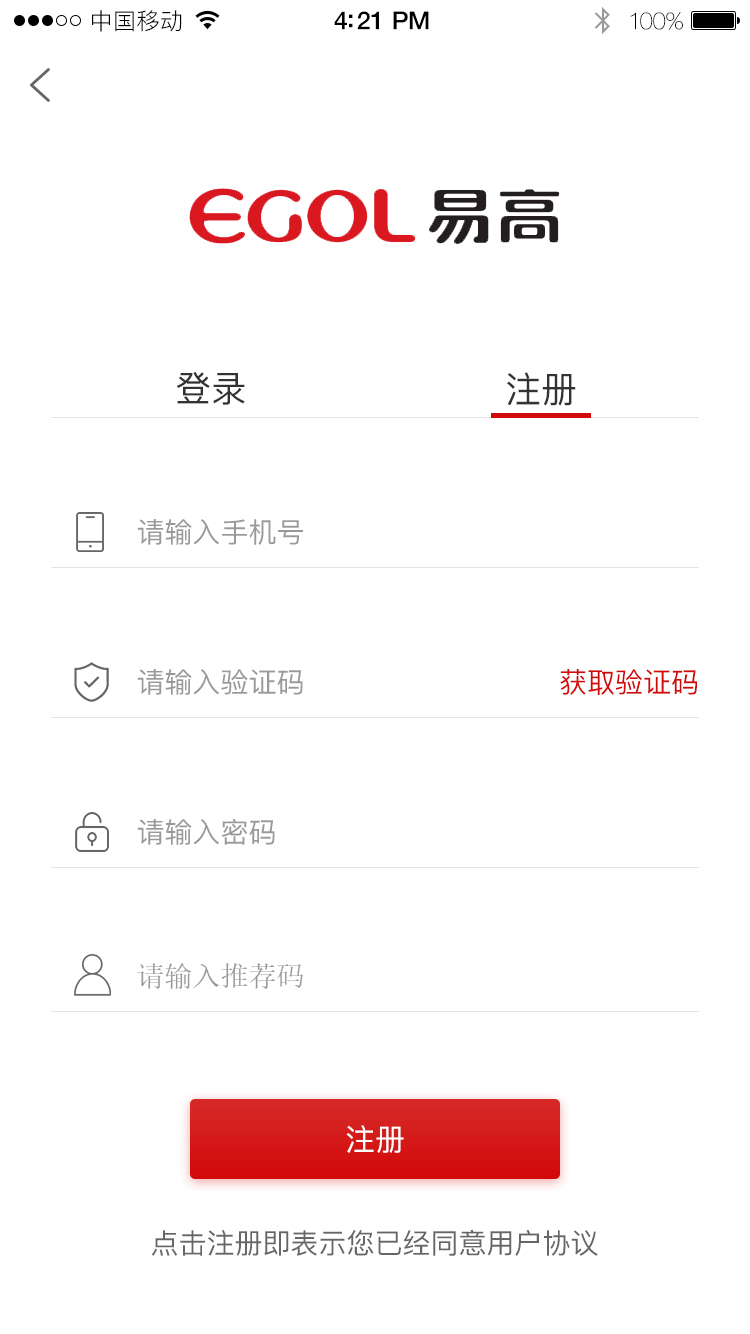 中国移动 4:21 PM 100%
EGOL 易高
登录 注册
请输入手机号
请输入验证码 获取验证码
请输入密码
请输入推荐码
注册
点击注册即表示您已经同意用户协议